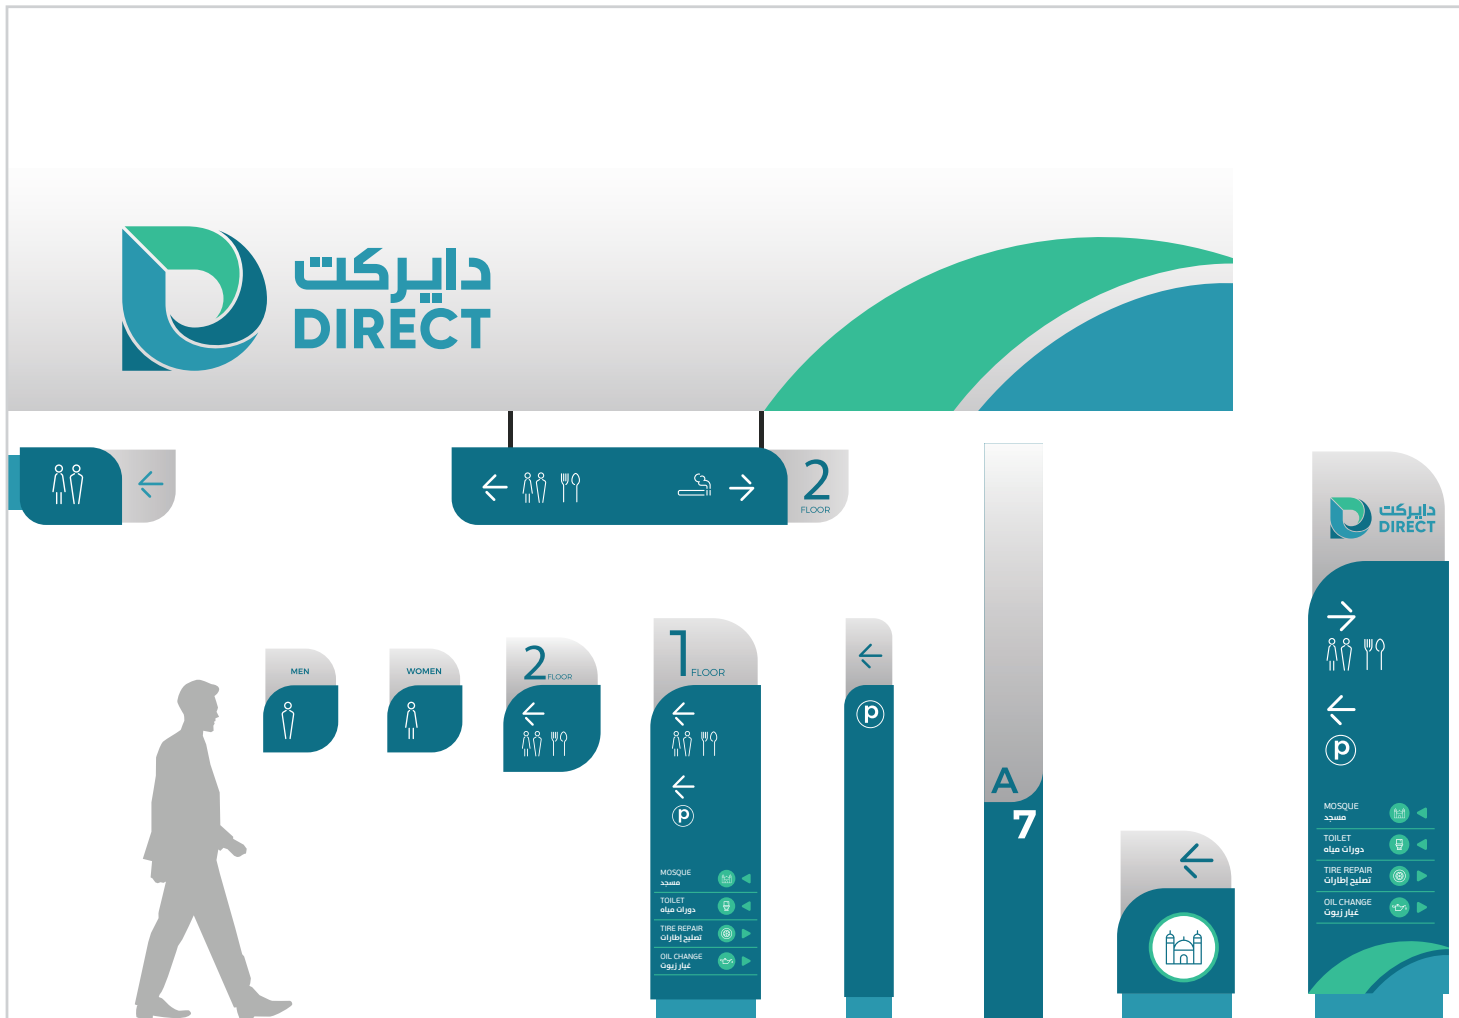 دايركت
DIRECT
2
FLOOR
دايركت
DIRECT
MEN
WOMEN
2
FLOOR
1
FLOOR
p
A
7
p
p
MOSQUE
مسجد
TOILET
دورات مياه
TIRE REPAIR
تصليح إطارات
OIL CHANGE
غيار زيوت
MOSQUE
مسجد
TOILET
دورات مياه
TIRE REPAIR
تصليح إطارات
OIL CHANGE
غيار زيوت